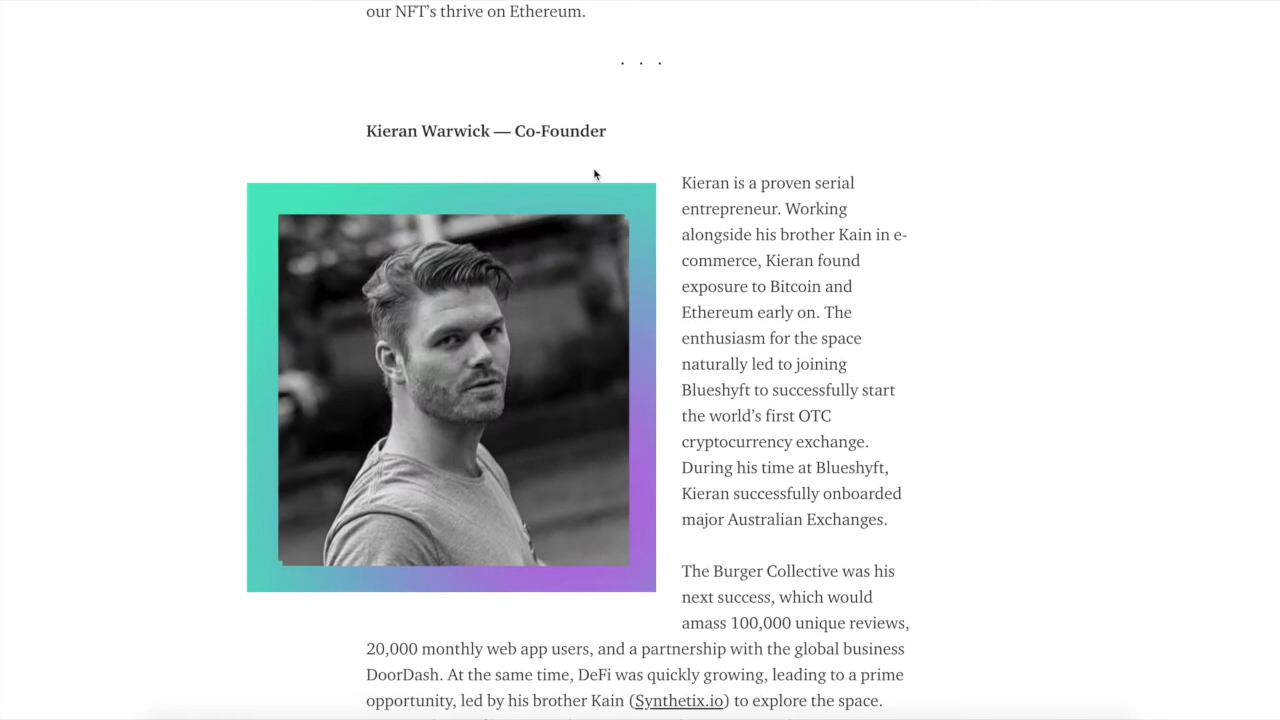 our NFT’s thrive on Ethereum.
. . .
Kieran Warwick — Co-Founder
Kieran is a proven serial
entrepreneur. Working
alongside his brother Kain in e-
commerce, Kieran found
exposure to Bitcoin and
Ethereum early on. The
enthusiasm for the space
naturally led to joining
Blueshyft to successfully start
the world’s first OTC
cryptocurrency exchange.
During his time at Blueshyft,
Kieran successfully onboarded
major Australian Exchanges.
The Burger Collective was his
next success, which would
amass 100,000 unique reviews,
20,000 monthly web app users, and a partnership with the global business
DoorDash. At the same time, DeFi was quickly growing, leading to a prime
opportunity, led by his brother Kain (Synthetix.io) to explore the space.